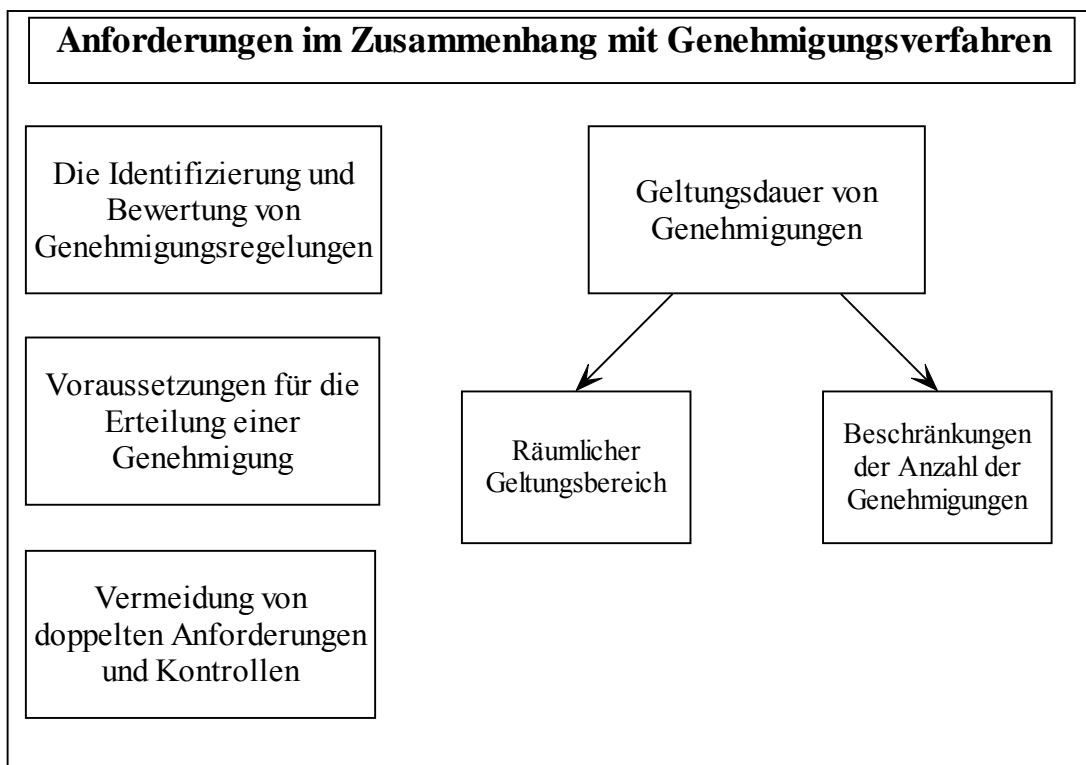 Anforderungen im Zusammenhang mit Genehmigungsverfahren
Die Identifizierung und
Bewertung von
Genehmigungsregelungen
Voraussetzungen für die
Erteilung einer
Genehmigung
Vermeidung von
doppelten Anforderungen
und Kontrollen
Geltungsdauer von
Genehmigungen
Räumlicher
Geltungsbereich
Beschränkungen
der Anzahl der
Genehmigungen